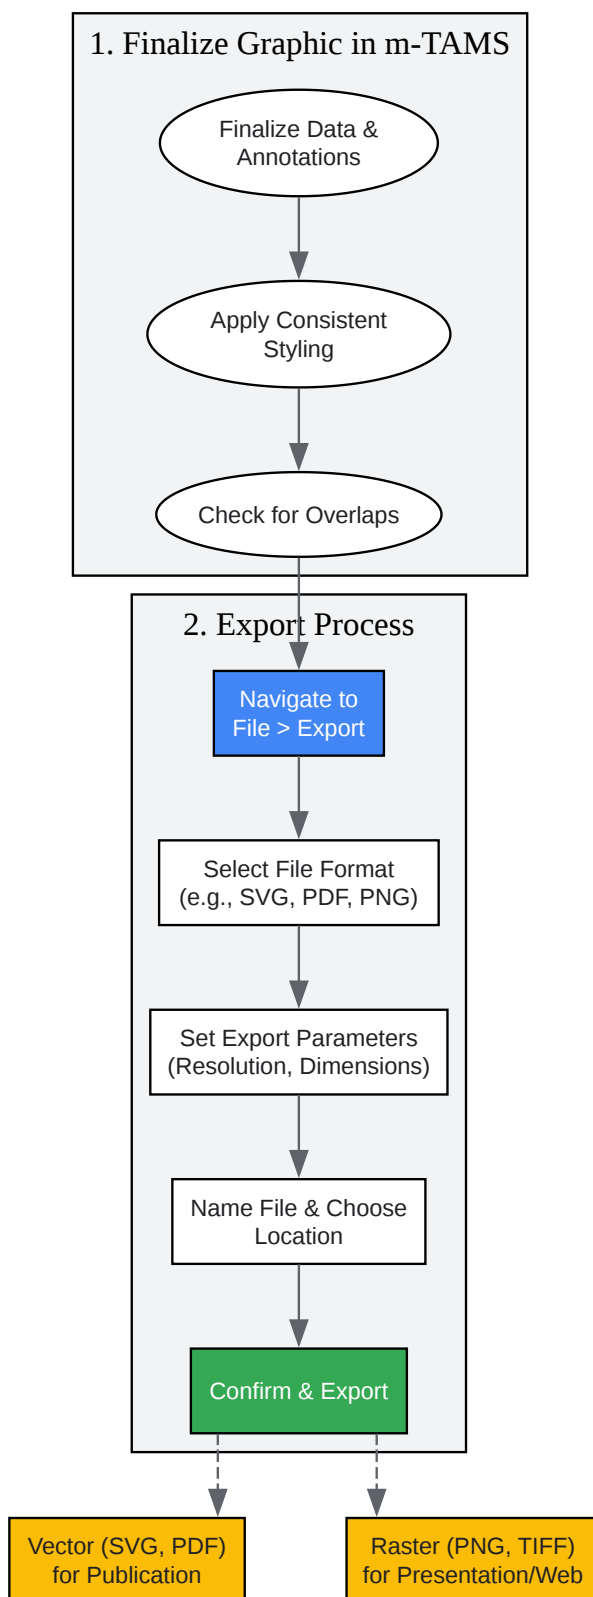 1. Finalize Graphic in m-TAMS
Finalize Data &
Annotations
Apply Consistent
Styling
Check for Overlaps
2. Export Process
Navigate to
File > Export
Select File Format
(e.g., SVG, PDF, PNG)
Set Export Parameters
(Resolution, Dimensions)
Name File & Choose
Location
Confirm & Export
Vector (SVG, PDF)
for Publication
Raster (PNG, TIFF)
for Presentation/Web